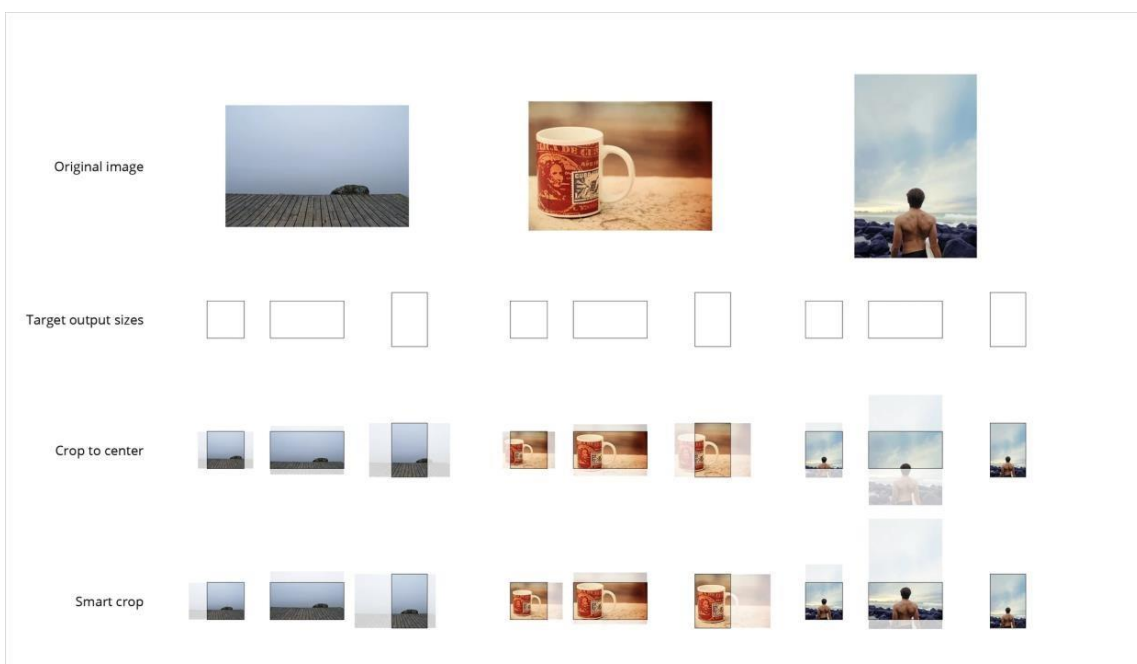 Original image
Target output sizes
Crop to center
Smart crop